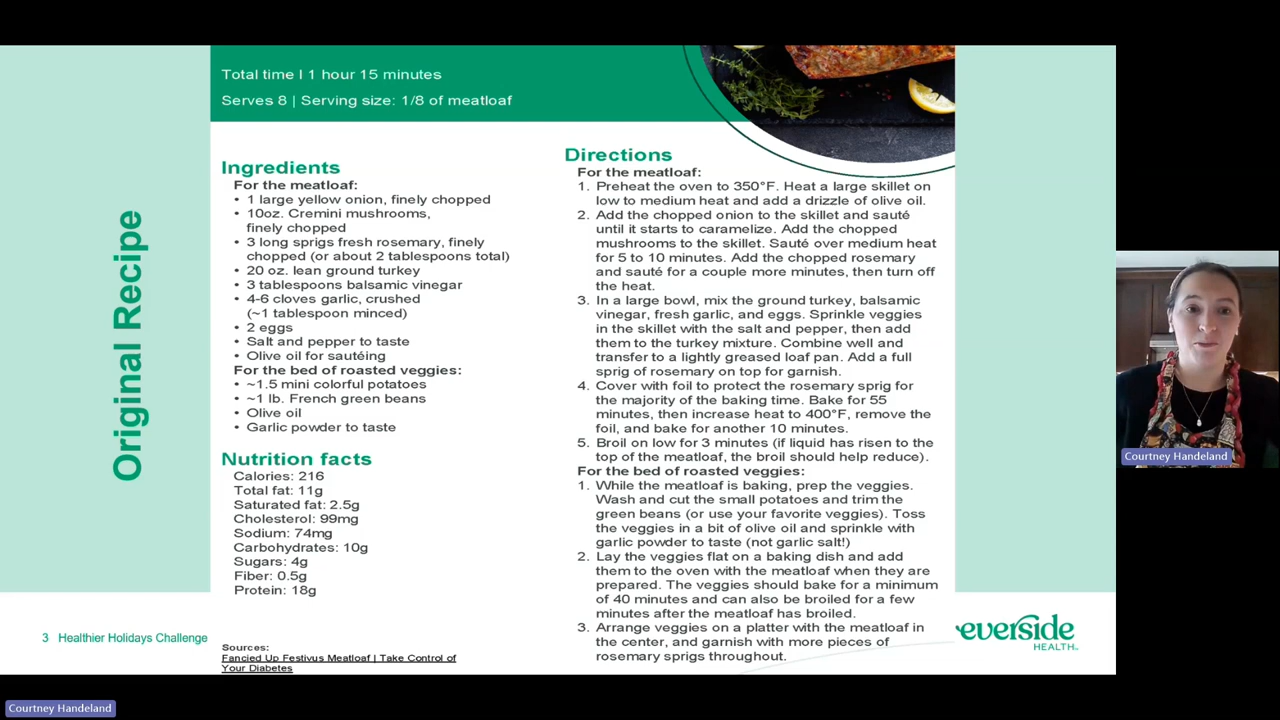 Original Recipe
Total time I 1 hour 15 minutes
Serves 8 | Serving size: 1/8 of meatloaf
Ingredients
For the meatloaf:
• 1 large yellow onion, finely chopped
• 10oz. Cremini mushrooms,
finely chopped
• 3 long sprigs fresh rosemary, finely
chopped (or about 2 tablespoons total)
• 20 oz. lean ground turkey
• 3 tablespoons balsamic vinegar
• 4-6 cloves garlic, crushed
(~1 tablespoon minced)
• 2 eggs
• Salt and pepper to taste
• Olive oil for sautéing
For the bed of roasted veggies:
• ~1.5 mini colorful potatoes
• ~1 lb. French green beans
• Olive oil
• Garlic powder to taste
Nutrition facts
Calories: 216
Total fat: 11g
Saturated fat: 2.5g
Cholesterol: 99mg
Sodium: 74mg
Carbohydrates: 10g
Sugars: 4g
Fiber: 0.5g
Protein: 18g
Sources:
Fancied Up Festivus Meatloaf | Take Control of
Your Diabetes
Directions
For the meatloaf:
1. Preheat the oven to 350°F. Heat a large skillet on
low to medium heat and add a drizzle of olive oil.
2. Add the chopped onion to the skillet and sauté
until it starts to caramelize. Add the chopped
mushrooms to the skillet. Sauté over medium heat
for 5 to 10 minutes. Add the chopped rosemary
and sauté for a couple more minutes, then turn off
the heat.
3. In a large bowl, mix the ground turkey, balsamic
vinegar, fresh garlic, and eggs. Sprinkle veggies
in the skillet with the salt and pepper, then add
them to the turkey mixture. Combine well and
transfer to a lightly greased loaf pan. Add a full
sprig of rosemary on top for garnish.
4. Cover with foil to protect the rosemary sprig for
the majority of the baking time. Bake for 55
minutes, then increase heat to 400°F, remove the
foil, and bake for another 10 minutes.
5. Broil on low for 3 minutes (if liquid has risen to the
top of the meatloaf, the broil should help reduce).
For the bed of roasted veggies:
1. While the meatloaf is baking, prep the veggies.
Wash and cut the small potatoes and trim the
green beans (or use your favorite veggies). Toss
the veggies in a bit of olive oil and sprinkle with
garlic powder to taste (not garlic salt!)
2. Lay the veggies flat on a baking dish and add
them to the oven with the meatloaf when they are
prepared. The veggies should bake for a minimum
of 40 minutes and can also be broiled for a few
minutes after the meatloaf has broiled.
3. Arrange veggies on a platter with the meatloaf in
the center, and garnish with more pieces of
rosemary sprigs throughout.
3 Healthier Holidays Challenge
everside
HEALTH
Courtney Handeland
Courtney Handeland